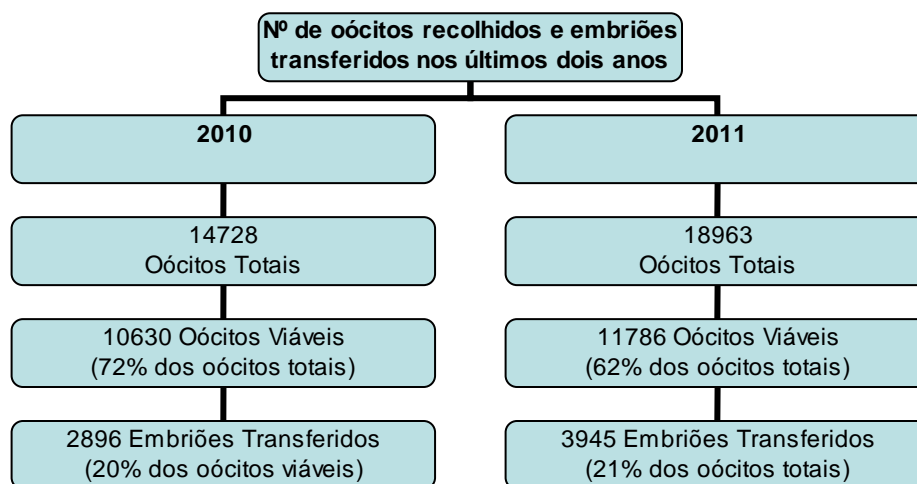 Nº de oócitos recolhidos e embriões
transferidos nos últimos dois anos
2010
14728
Oócitos Totais
10630 Oócitos Viáveis
(72% dos oócitos totais)
2896 Embriões Transferidos
(20% dos oócitos viáveis)
2011
18963
Oócitos Totais
11786 Oócitos Viáveis
(62% dos oócitos totais)
3945 Embriões Transferidos
(21% dos oócitos totais)